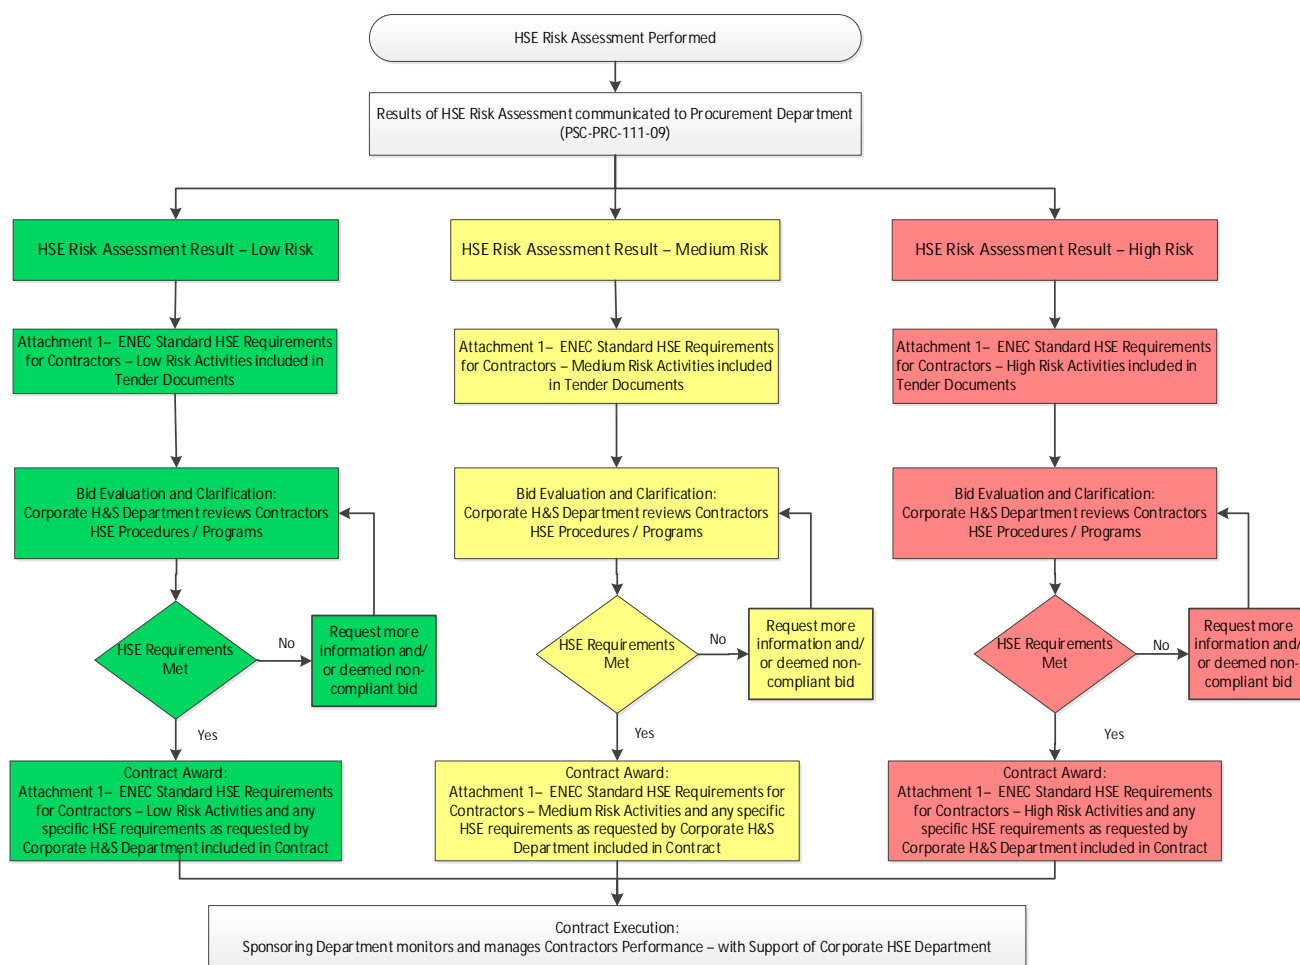 HSE Risk Assessment Performed
Results of HSE Risk Assessment communicated to Procurement Department
(PSC-PRC-111-09)
HSE Risk Assessment Result – Low Risk
HSE Risk Assessment Result – Medium Risk
HSE Risk Assessment Result – High Risk
Attachment 1– ENEC Standard HSE Requirements
for Contractors – Low Risk Activities included in
Tender Documents
Attachment 1– ENEC Standard HSE Requirements
for Contractors – Medium Risk Activities included
in Tender Documents
Attachment 1– ENEC Standard HSE Requirements
for Contractors – High Risk Activities included in
Tender Documents
Bid Evaluation and Clarification:
Corporate H&S Department reviews Contractors
HSE Procedures / Programs
Bid Evaluation and Clarification:
Corporate H&S Department reviews Contractors
HSE Procedures / Programs
Bid Evaluation and Clarification:
Corporate H&S Department reviews Contractors
HSE Procedures / Programs
HSE Requirements
Met
No
Request more
information and/
or deemed non-
compliant bid
HSE Requirements
Met
No
Request more
information and/
or deemed non-
compliant bid
HSE Requirements
Met
No
Request more
information and/
or deemed non-
compliant bid
Yes
Yes
Yes
Contract Award:
Attachment 1– ENEC Standard HSE Requirements
for Contractors – Low Risk Activities and any
specific HSE requirements as requested by
Corporate H&S Department included in Contract
Contract Award:
Attachment 1– ENEC Standard HSE Requirements for
Contractors – Medium Risk Activities and any specific
HSE requirements as requested by Corporate H&S
Department included in Contract
Contract Award:
Attachment 1– ENEC Standard HSE Requirements
for Contractors – High Risk Activities and any
specific HSE requirements as requested by
Corporate H&S Department included in Contract
Contract Execution:
Sponsoring Department monitors and manages Contractors Performance – with Support of Corporate HSE Department